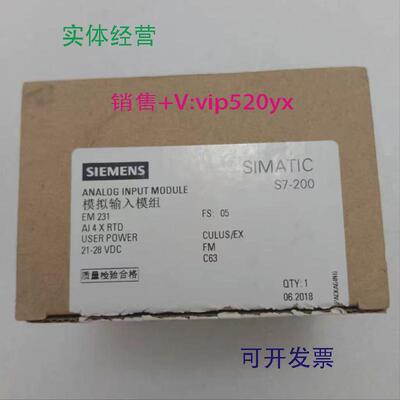 实体经营
销售+V:vip520yx
SIEMENS
SIMATIC
S7-200
ANALOG INPUT MODULE
模拟输入模组
EM 231
FS: 05
AI 4 X RTD
USER POWER
CULUS/EX
21-28 VDC
FM
C63
质量检验合格
QTY: 1
06.2018
PACKAGING
可开发票